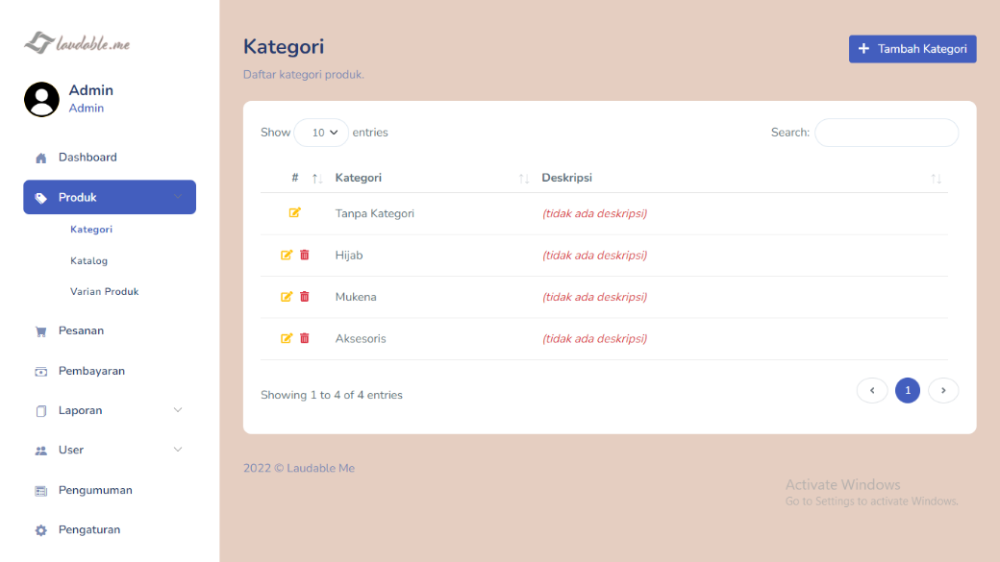 laudable.me
Admin
Admin
Dashboard
Produk
Kategori
Katalog
Varian Produk
Pesanan
Pembayaran
Laporan
User
Pengumuman
Pengaturan
Kategori
Daftar kategori produk.
Tambah Kategori
Show 10 entries
Search:
# Kategori Deskripsi
Tanpa Kategori (tidak ada deskripsi)
Hijab (tidak ada deskripsi)
Mukena (tidak ada deskripsi)
Aksesoris (tidak ada deskripsi)
Showing 1 to 4 of 4 entries
1
2022 © Laudable Me
Activate Windows
Go to Settings to activate Windows.